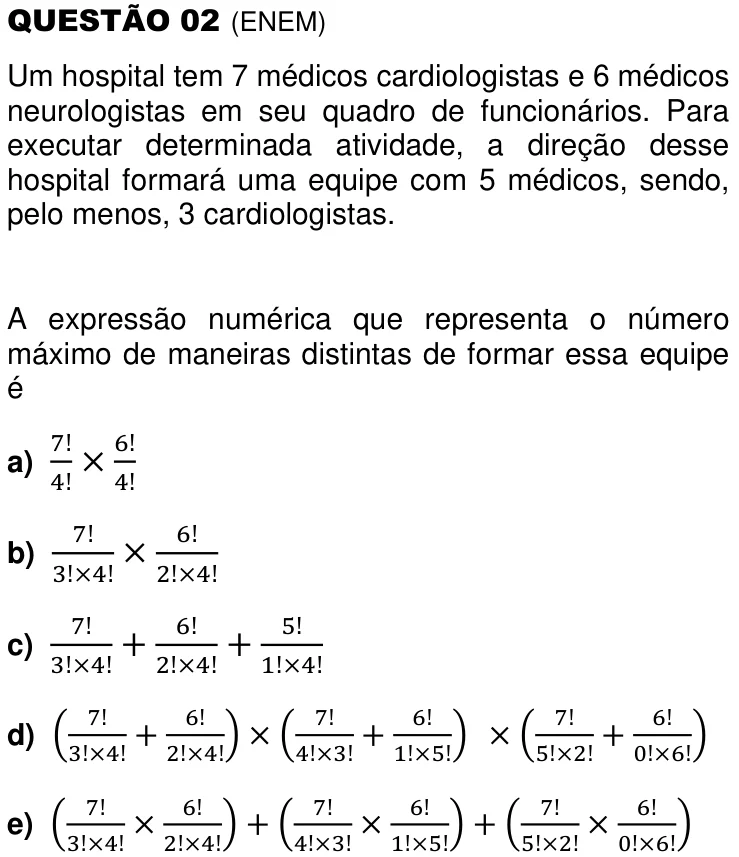 QUESTÃO 02 (ENEM)
Um hospital tem 7 médicos cardiologistas e 6 médicos
neurologistas em seu quadro de funcionários. Para
executar determinada atividade, a direção desse
hospital formará uma equipe com 5 médicos, sendo,
pelo menos, 3 cardiologistas.
A expressão numérica que representa o número
máximo de maneiras distintas de formar essa equipe
é
a) 7!/4! × 6!/4!
b) 7!/(3!×4!) × 6!/(2!×4!)
c) 7!/(3!×4!) + 6!/(2!×4!) + 5!/(1!×4!)
d) (7!/(3!×4!) + 6!/(2!×4!)) × (7!/(4!×3!) + 6!/(1!×5!)) × (7!/(5!×2!) + 6!/(0!×6!))
e) (7!/(3!×4!) × 6!/(2!×4!)) + (7!/(4!×3!) × 6!/(1!×5!)) + (7!/(5!×2!) × 6!/(0!×6!))